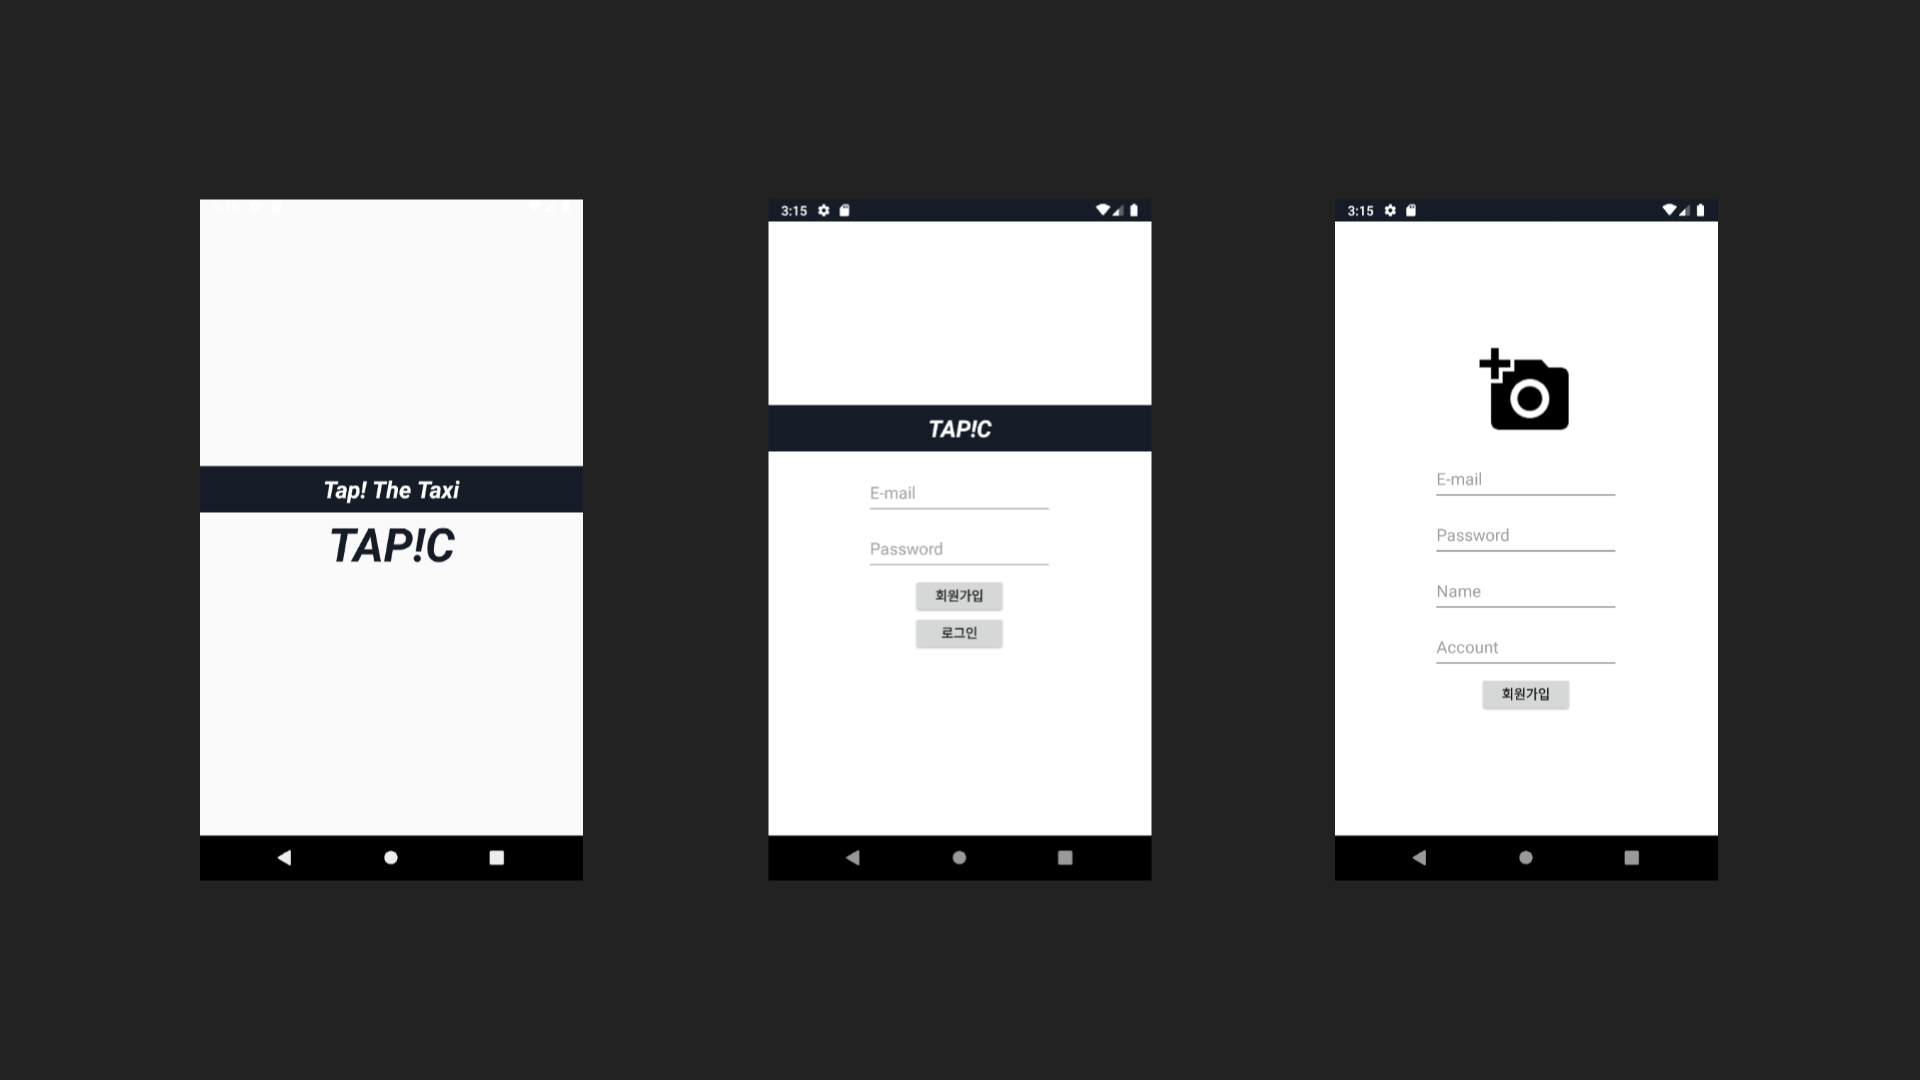 Tap! The Taxi
TAP!C
3:15
TAP!C
E-mail
Password
회원가입
로그인
3:15
E-mail
Password
Name
Account
회원가입